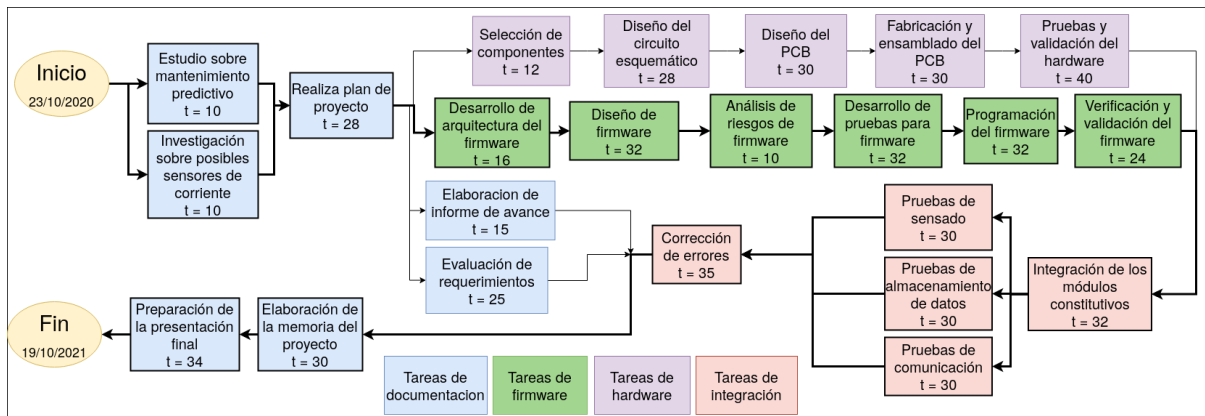 Inicio
23/10/2020
Estudio sobre
mantenimiento
predictivo
t = 10
Investigación
sobre posibles
sensores de
corriente
t = 10
Realiza plan de
proyecto
t = 28
Selección de
componentes
t = 12
Diseño del
circuito
esquemático
t = 28
Diseño del
PCB
t = 30
Fabricación y
ensamblado del
PCB
t = 30
Pruebas y
validación del
hardware
t = 40
Desarrollo de
arquitectura del
firmware
t = 16
Diseño de
firmware
t = 32
Análisis de
riesgos de
firmware
t = 10
Desarrollo de
pruebas para
firmware
t = 32
Programación
del firmware
t = 32
Verificación y
validación del
firmware
t = 24
Elaboracion de
informe de avance
t = 15
Evaluación de
requerimientos
t = 25
Corrección
de errores
t = 35
Pruebas de
sensado
t = 30
Pruebas de
almacenamiento
de datos
t = 30
Pruebas de
comunicación
t = 30
Integración de los
módulos
constitutivos
t = 32
Fin
19/10/2021
Preparación de
la presentación
final
t = 34
Elaboración de
la memoria del
proyecto
t = 30
Tareas de
documentacion
Tareas de
firmware
Tareas de
hardware
Tareas de
integración